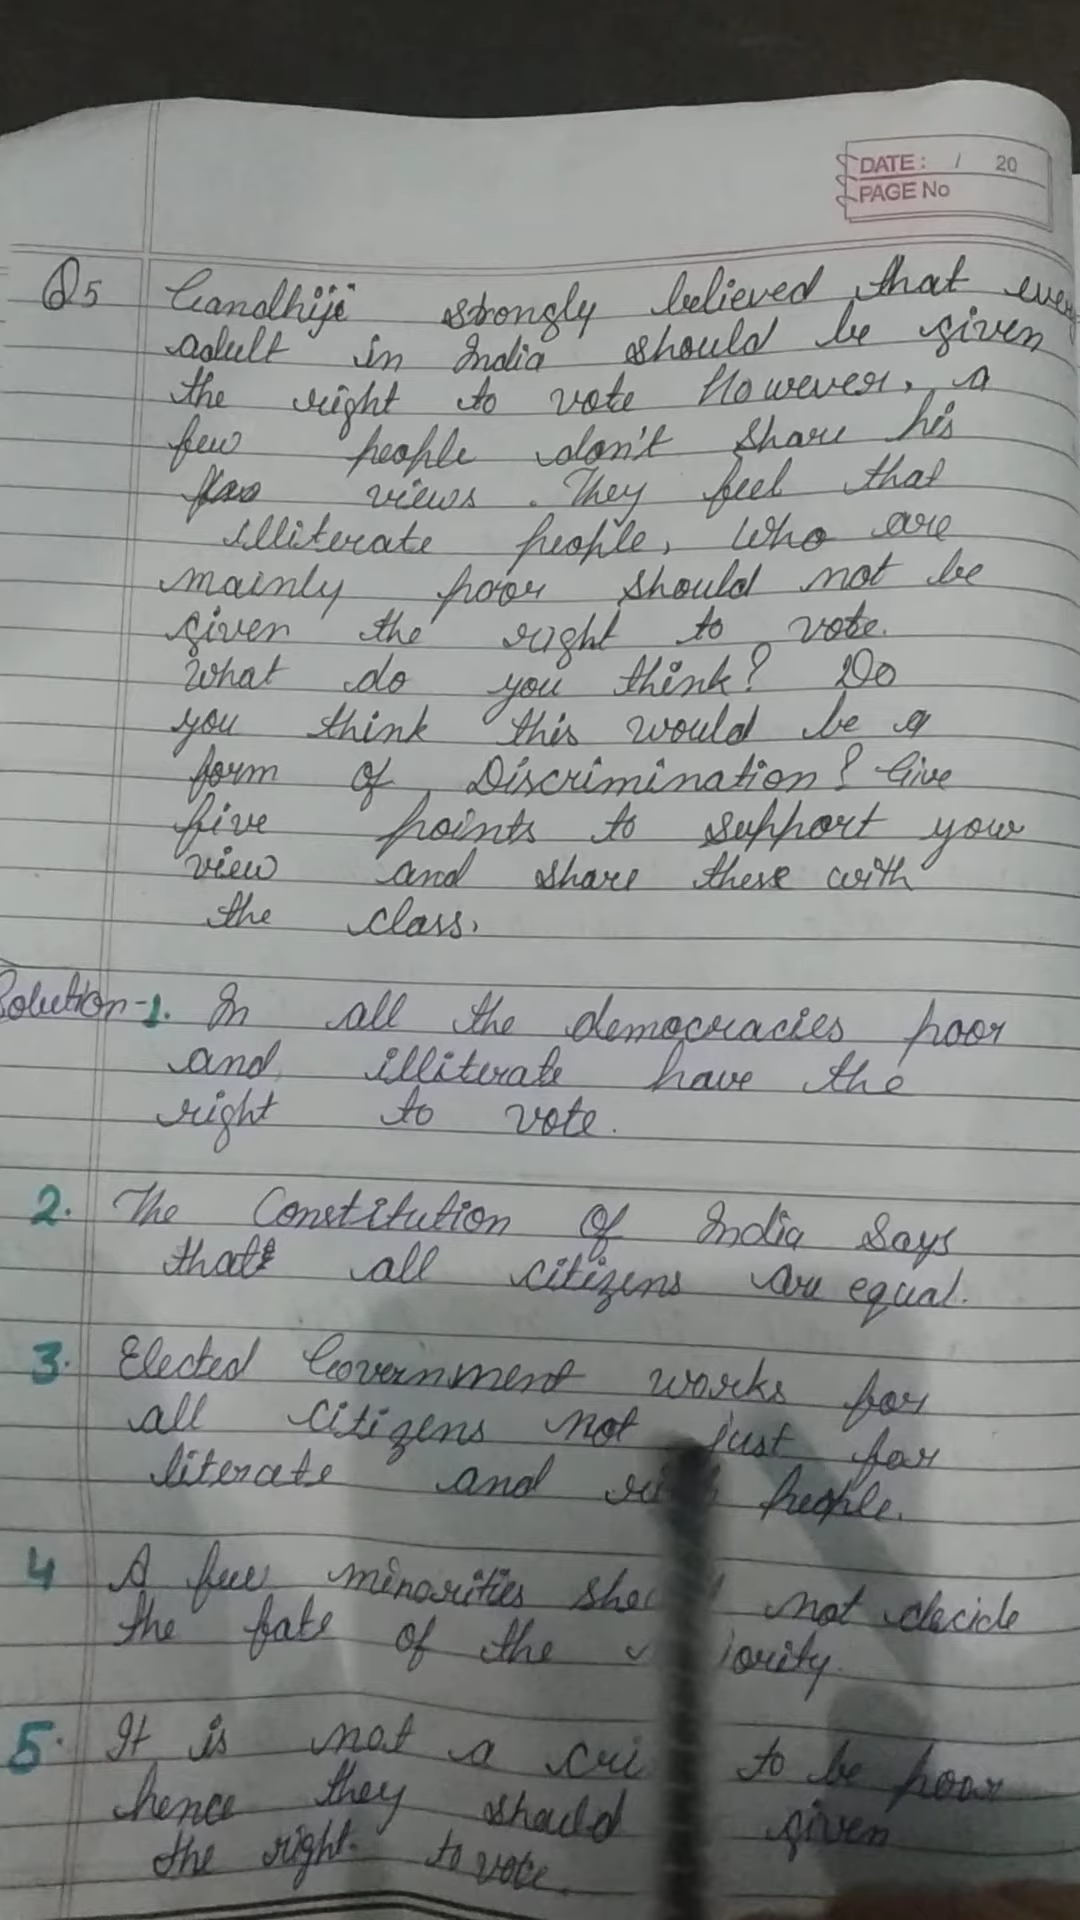 DATE: / 20
PAGE No
Q5 Gandhiji strongly believed that every
adult in India should be given
the right to vote However, a
few people don't share his
views. They feel that
illiterate people, who are
mainly poor should not be
given the right to vote.
What do you think? Do
you think this would be a
form of Discrimination? Give
five points to support your
view and share these with
the class.
Solution-1. In all the democracies poor
and illiterate have the
right to vote.
2. The Constitution Of India Says
that all citizens are equal.
3. Elected Government works for
all citizens not just for
literate and people.
4 A few minorities not decide
the fate of the
5. It is not a to be poor
hence they should given
the right to vote.